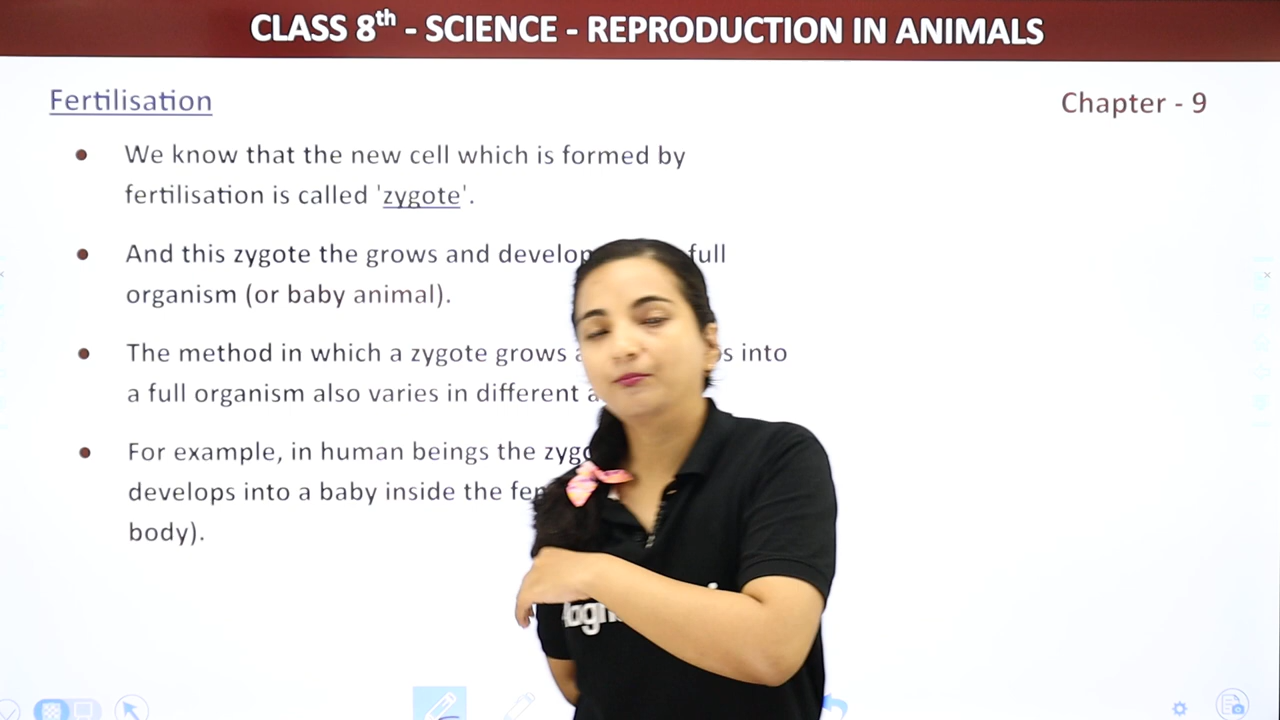 CLASS 8th - SCIENCE - REPRODUCTION IN ANIMALS
Fertilisation
Chapter - 9
• We know that the new cell which is formed by
fertilisation is called 'zygote'.
• And this zygote the grows and full
organism (or baby animal).
• The method in which a zygote grows into
a full organism also varies in different
• For example, in human beings the
develops into a baby inside the
body).